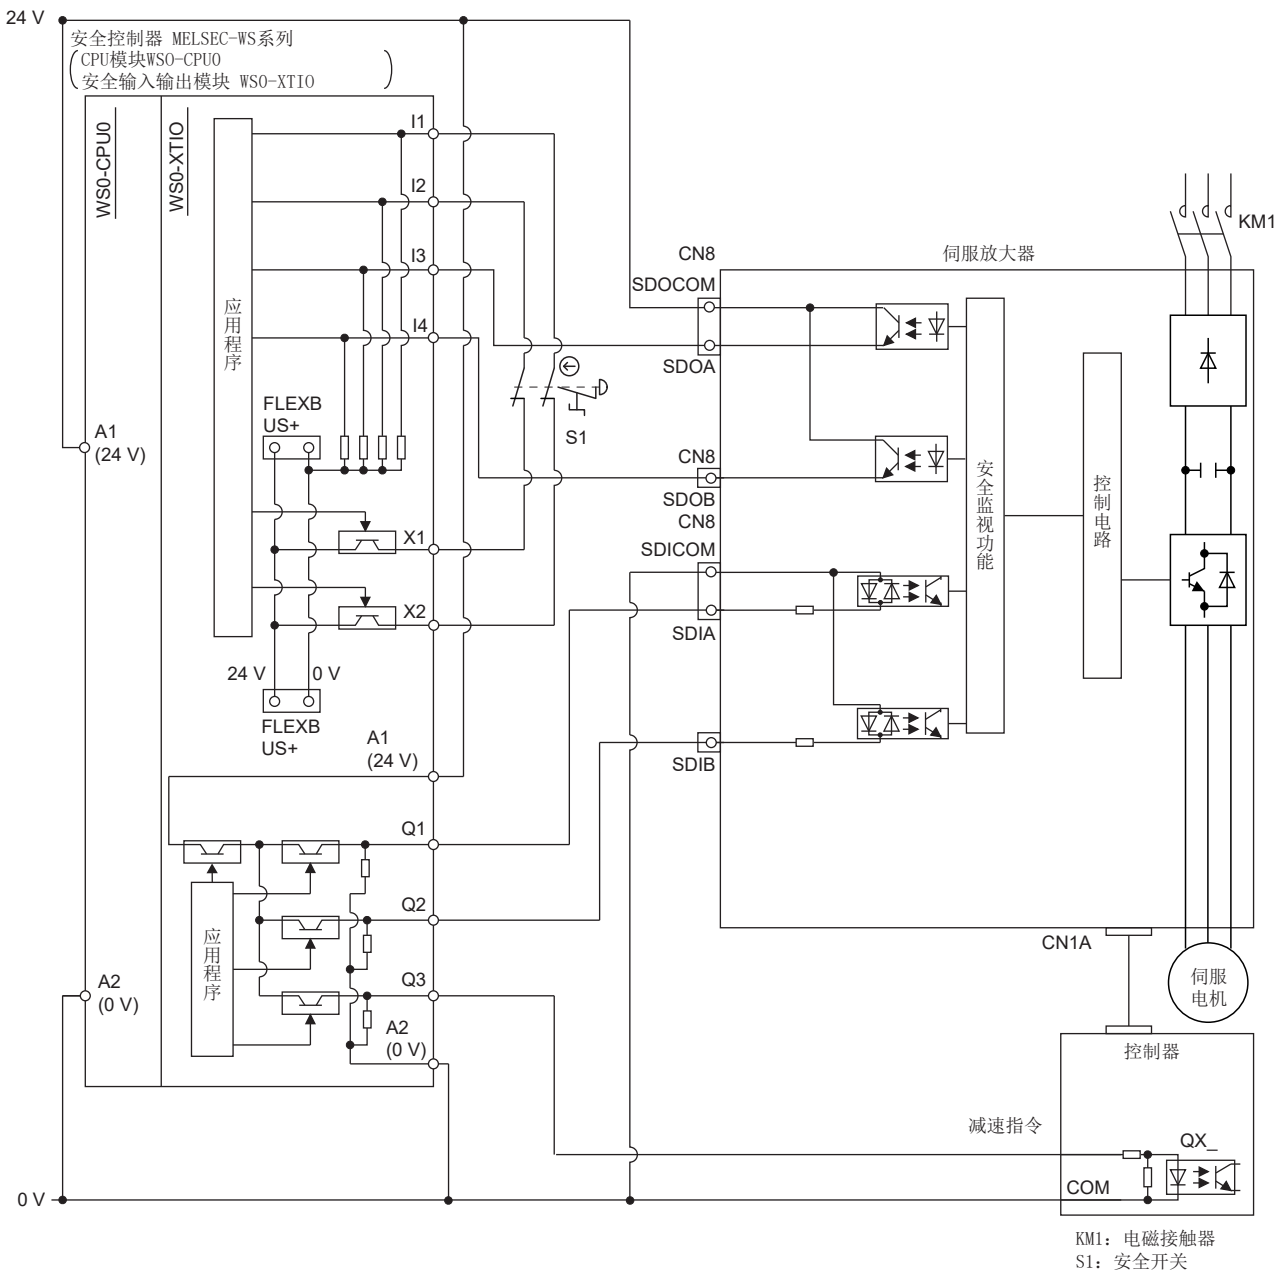 24 V
安全控制器 MELSEC-WS系列
CPU模块WS0-CPU0
安全输入输出模块 WS0-XTIO
WS0-CPU0
WS0-XTIO
应用程序
I1
I2
I3
I4
FLEXB
US+
A1
(24 V)
X1
X2
24 V
0 V
FLEXB
US+
A1
(24 V)
Q1
Q2
Q3
应用程序
A2
(0 V)
A2
(0 V)
0 V
S1
CN8
SDOCOM
SDOA
CN8
SDOB
CN8
SDICOM
SDIA
SDIB
伺服放大器
安全监视功能
控制电路
KM1
CN1A
伺服
电机
控制器
减速指令
QX_
COM
KM1: 电磁接触器
S1: 安全开关